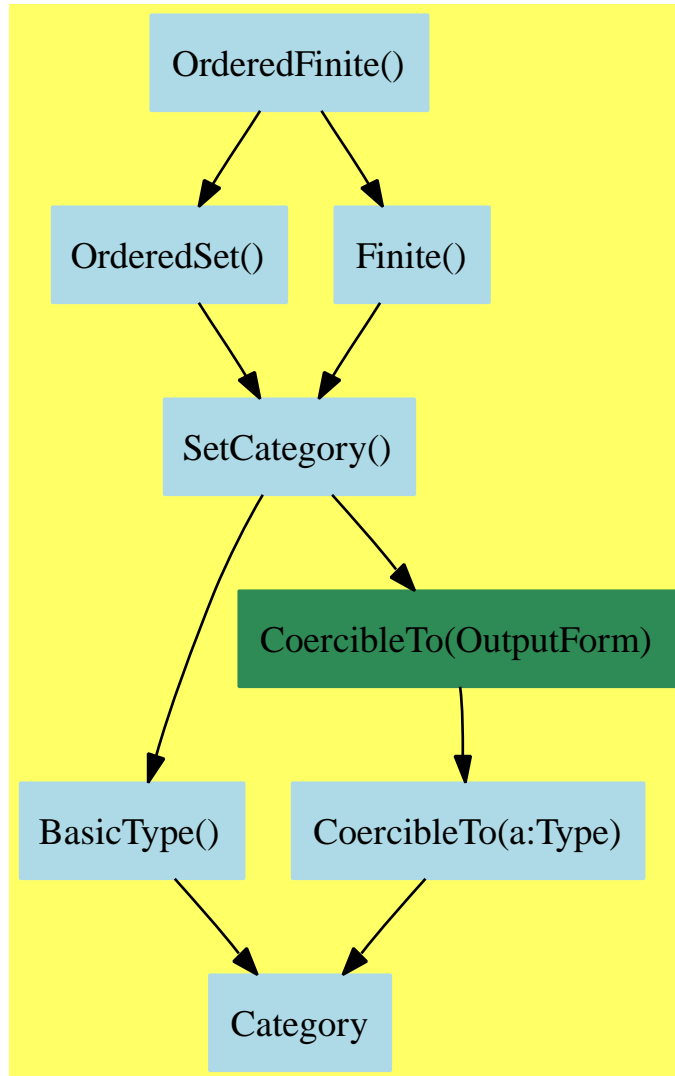 OrderedFinite()
OrderedSet()
Finite()
SetCategory()
CoercibleTo(OutputForm)
BasicType()
CoercibleTo(a:Type)
Category